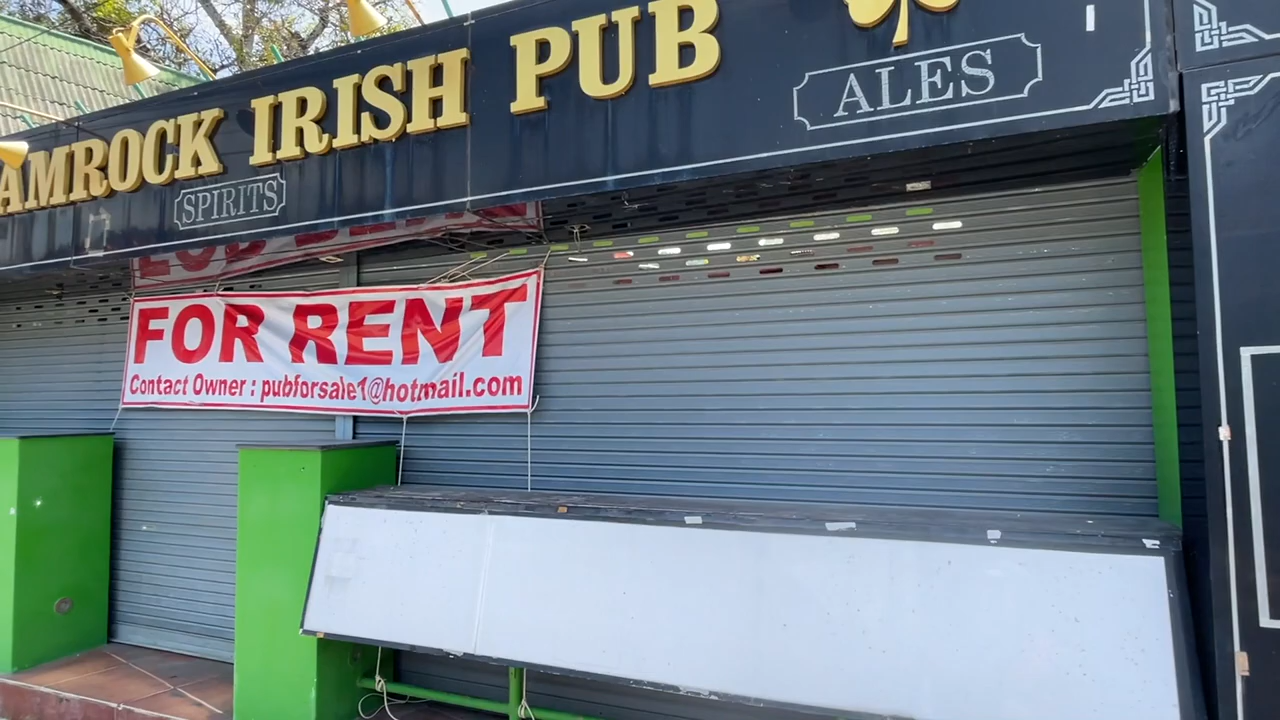 AMROCK IRISH PUB
SPIRITS
ALES
FOR RENT
Contact Owner : pubforsale1@hotmail.com